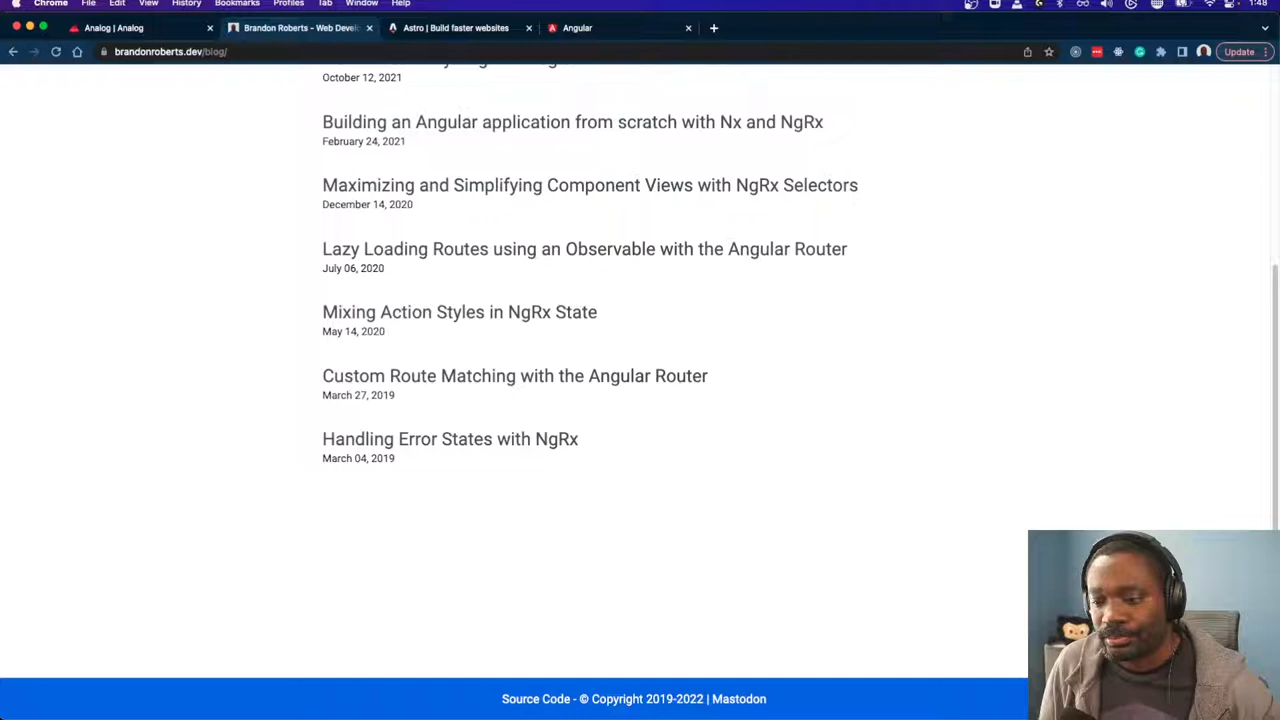 Chrome File Edit View History Bookmarks Profiles Tab Window Help 1:48
Analog | Analog
Brandon Roberts - Web Devel
Astro | Build faster websites
Angular
brandonroberts.dev/blog/
Update
October 12, 2021
Building an Angular application from scratch with Nx and NgRx
February 24, 2021
Maximizing and Simplifying Component Views with NgRx Selectors
December 14, 2020
Lazy Loading Routes using an Observable with the Angular Router
July 06, 2020
Mixing Action Styles in NgRx State
May 14, 2020
Custom Route Matching with the Angular Router
March 27, 2019
Handling Error States with NgRx
March 04, 2019
Source Code - © Copyright 2019-2022 | Mastodon